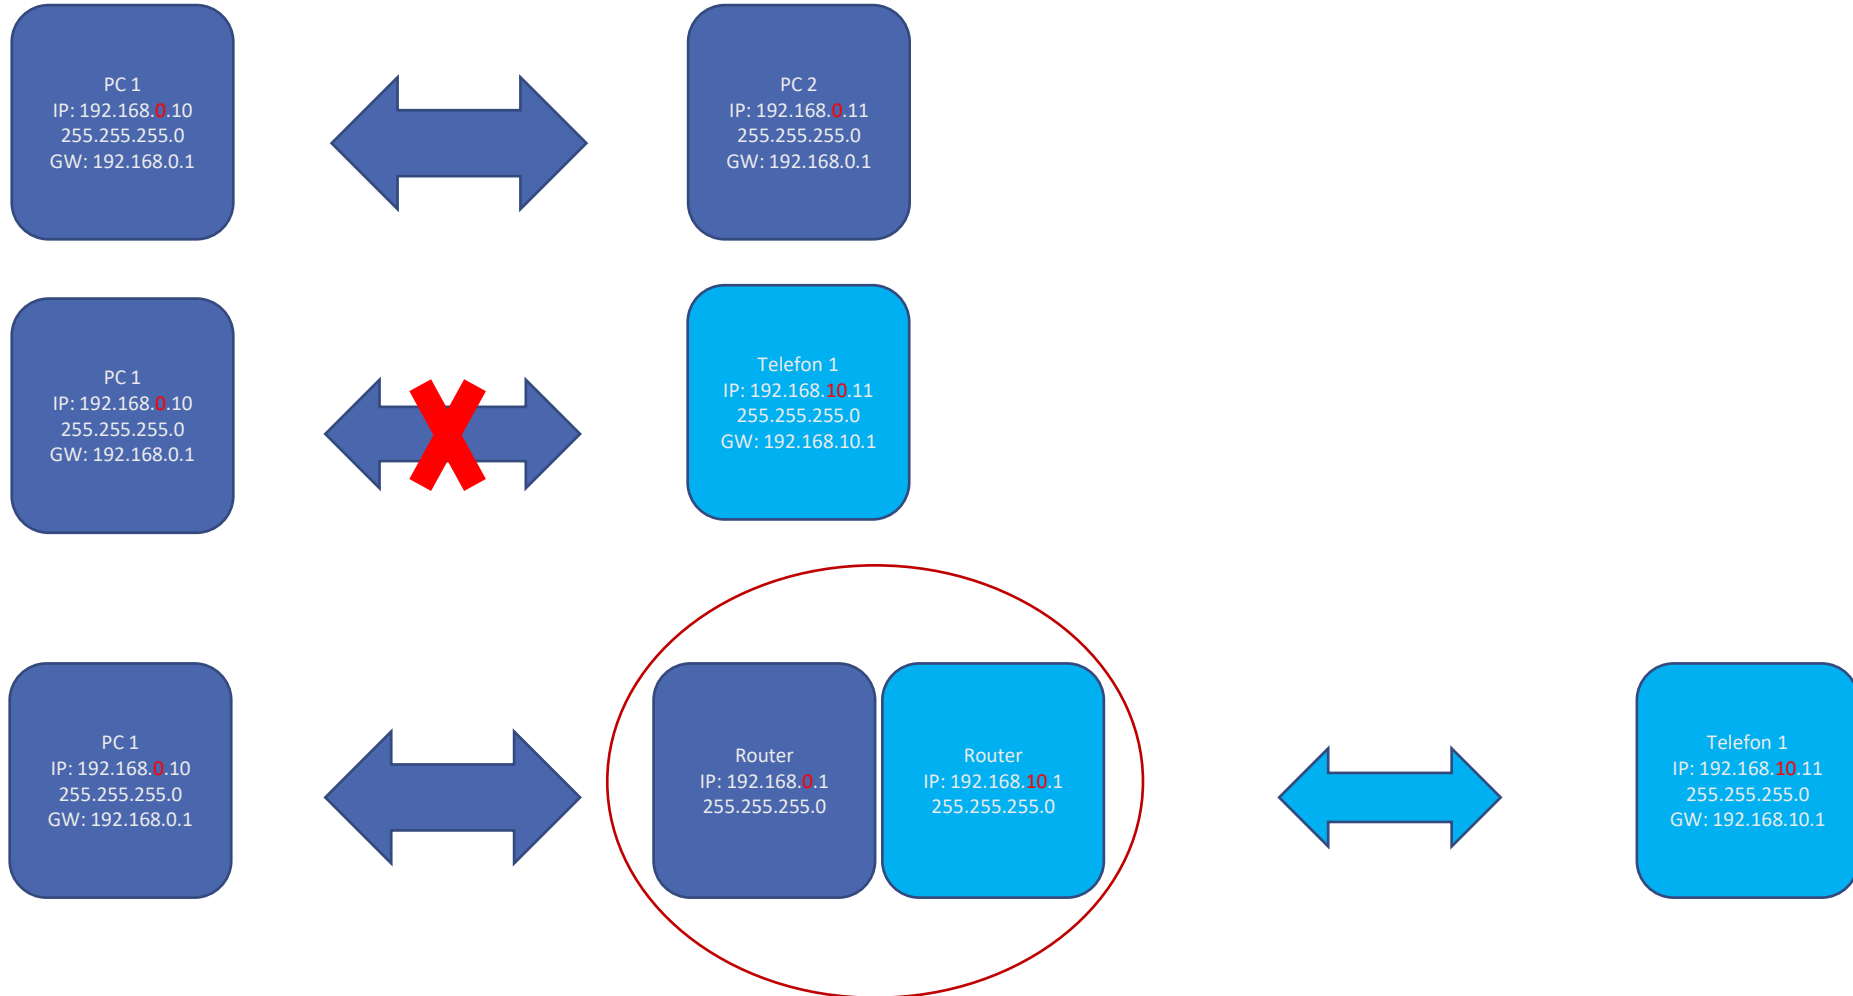 PC 1
IP: 192.168.0.10
255.255.255.0
GW: 192.168.0.1
PC 2
IP: 192.168.0.11
255.255.255.0
GW: 192.168.0.1
PC 1
IP: 192.168.0.10
255.255.255.0
GW: 192.168.0.1
Telefon 1
IP: 192.168.10.11
255.255.255.0
GW: 192.168.10.1
PC 1
IP: 192.168.0.10
255.255.255.0
GW: 192.168.0.1
Router
IP: 192.168.0.1
255.255.255.0
Router
IP: 192.168.10.1
255.255.255.0
Telefon 1
IP: 192.168.10.11
255.255.255.0
GW: 192.168.10.1